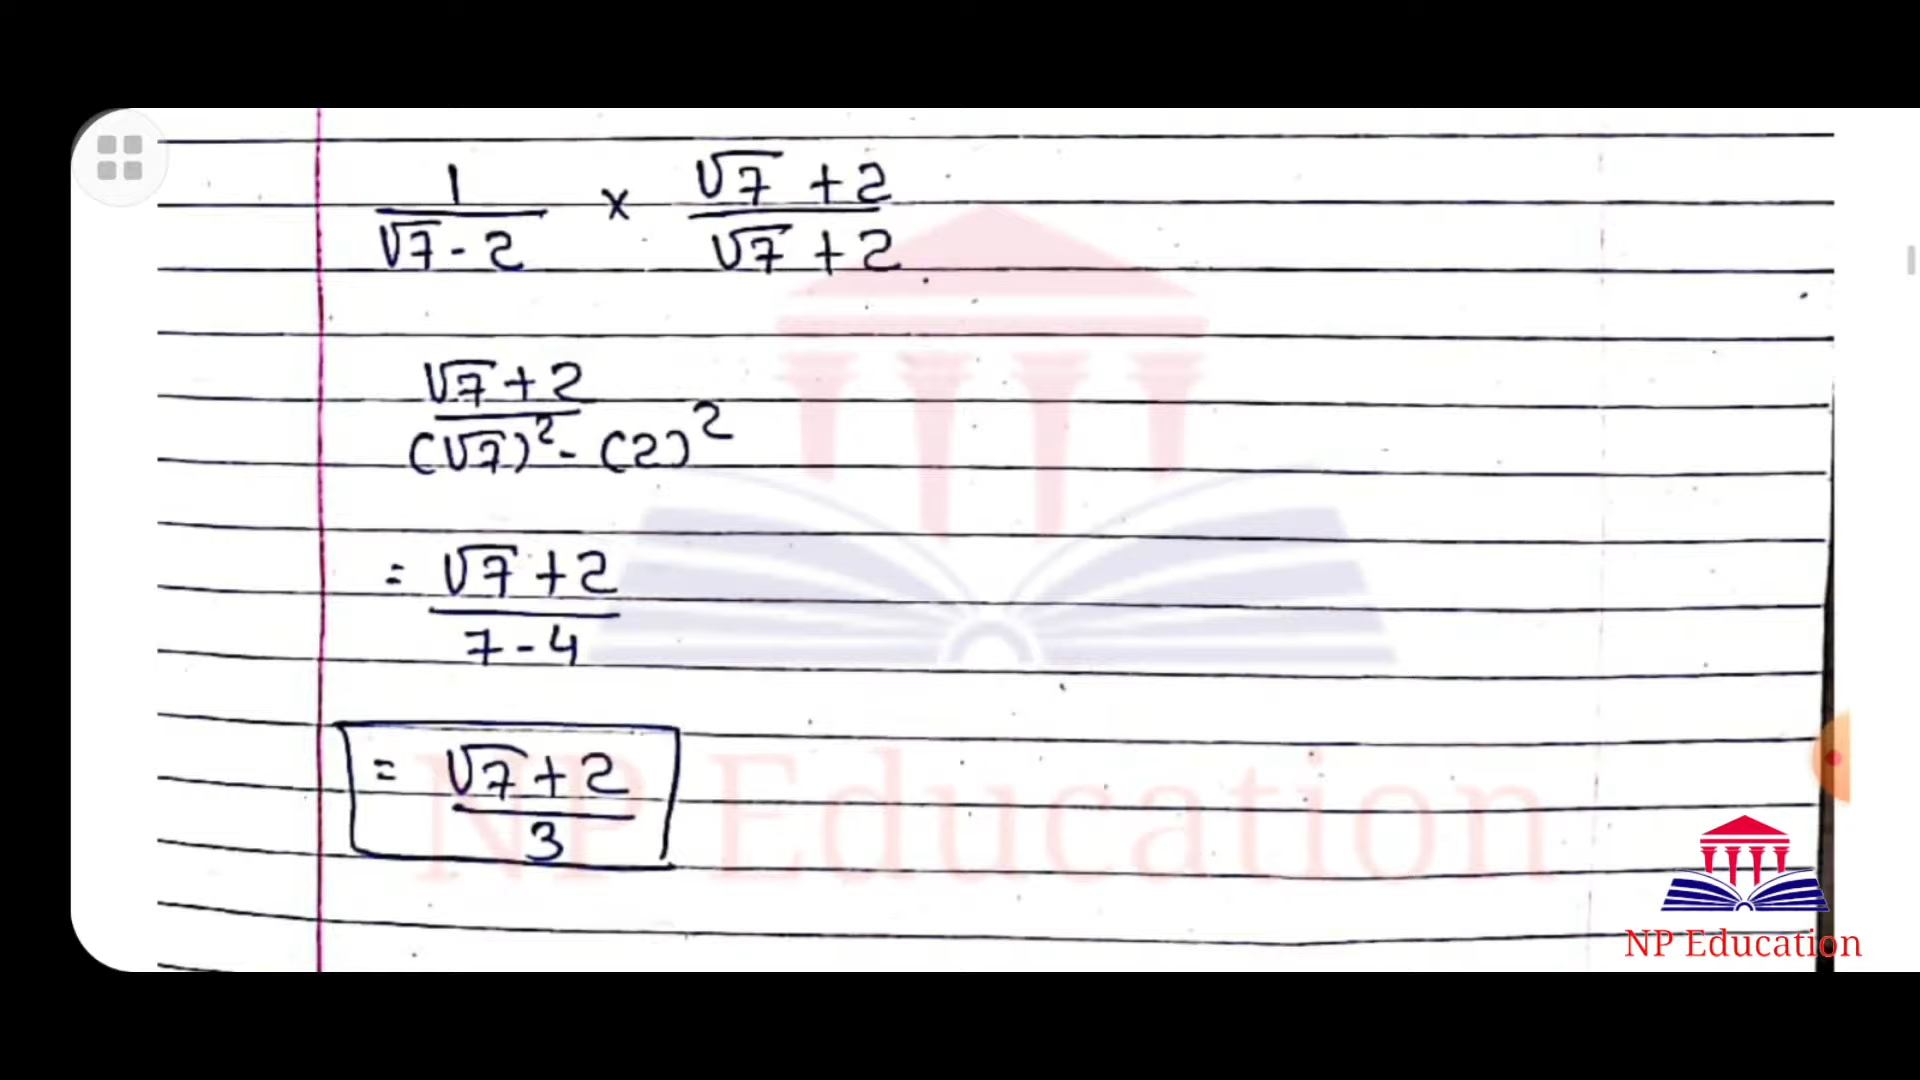 1/(√7 - 2) × (√7 + 2)/(√7 + 2)
(√7 + 2)/((√7)² - (2)²)
= (√7 + 2)/(7 - 4)
= (√7 + 2)/3
NP Education
NP Education